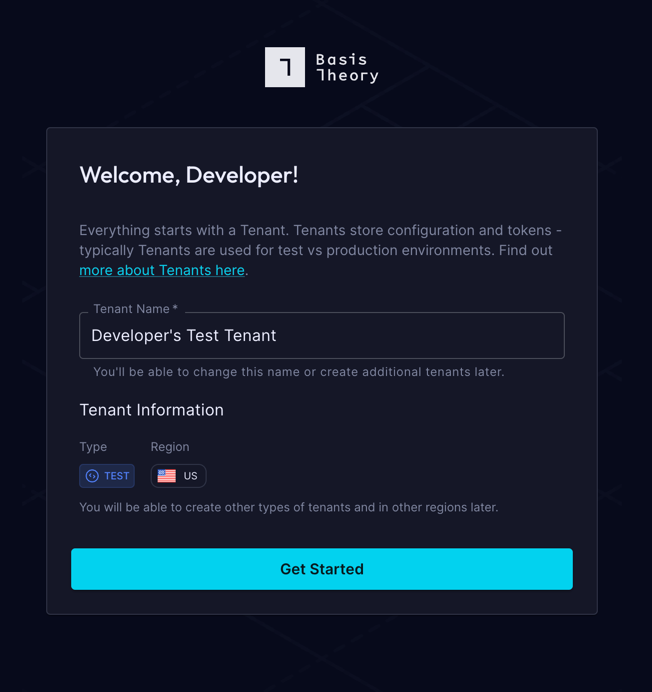 Basis
Theory
Welcome, Developer!
Everything starts with a Tenant. Tenants store configuration and tokens -
typically Tenants are used for test vs production environments. Find out
more about Tenants here.
Tenant Name *
Developer's Test Tenant
You'll be able to change this name or create additional tenants later.
Tenant Information
Type
Region
TEST
US
You will be able to create other types of tenants and in other regions later.
Get Started